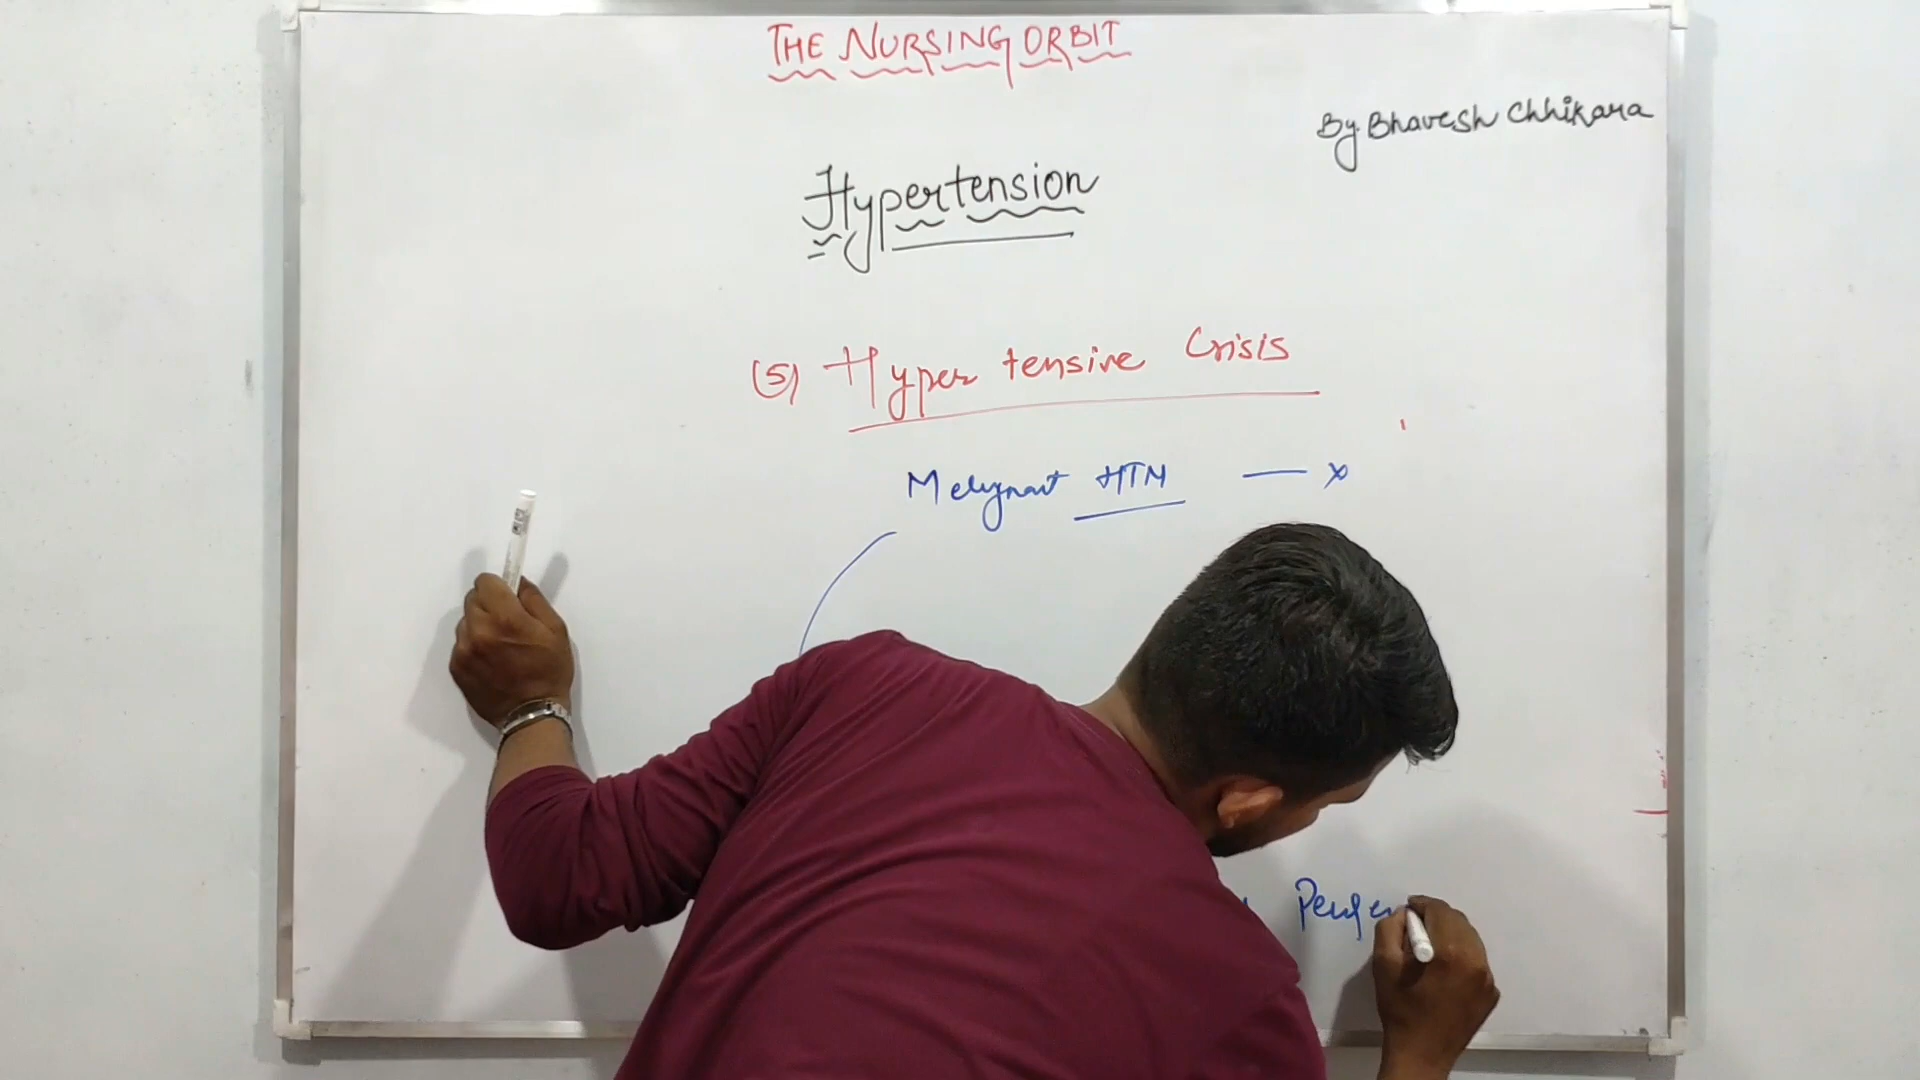 THE NURSING ORBIT
By Bhavesh Chhikara
Hypertension
(5) Hyper tensive Crisis
Melignant HTN — x